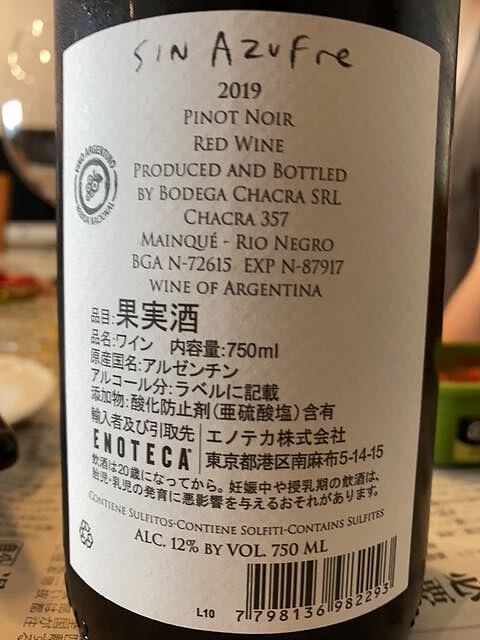 SIN AZUFre
2019
PINOT NOIR
RED WINE
PRODUCED AND BOTTLED
BY BODEGA CHACRA SRL
CHACRA 357
MAINQUÉ - RIO NEGRO
BGA N-72615 EXP N-87917
WINE OF ARGENTINA
VINO ARGENTINO
BEBIDA NACIONAL
品目:果実酒
品名:ワイン 内容量:750ml
原産国名:アルゼンチン
アルコール分:ラベルに記載
添加物:酸化防止剤(亜硫酸塩)含有
輸入者及び引取先
ENOTECA
エノテカ株式会社
東京都港区南麻布5-14-15
飲酒は20歳になってから。妊娠中や授乳期の飲酒は、
胎児・乳児の発育に悪影響を与えるおそれがあります。
CONTIENE SULFITOS-CONTIENE SOLFITI-CONTAINS SULFITES
ALC. 12% BY VOL. 750 ML
L10
7 798136 982293